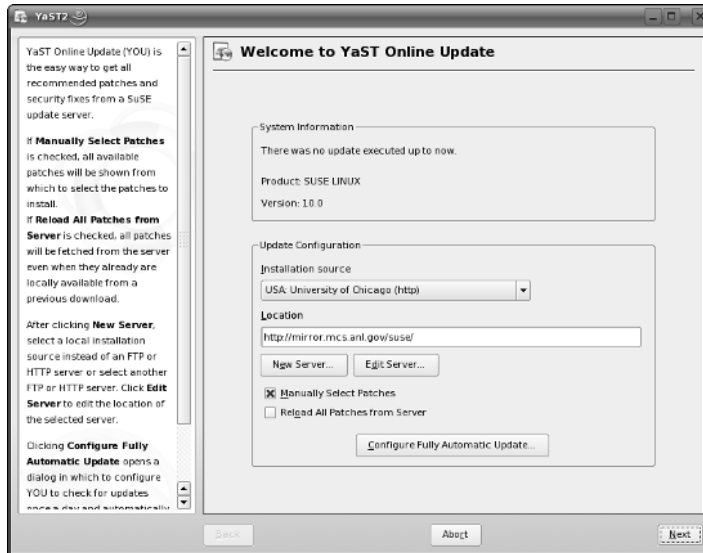 YaST2
YaST Online Update (YOU) is
the easy way to get all
recommended patches and
security fixes from a SuSE
update server.
If Manually Select Patches
is checked, all available
patches will be shown from
which to select the patches to
install.
If Reload All Patches from
Server is checked, all patches
will be fetched from the server
even when they already are
locally available from a
previous download.
After clicking New Server,
select a local installation
source instead of an FTP or
HTTP server or select another
FTP or HTTP server. Click Edit
Server to edit the location of
the selected server.
Clicking Configure Fully
Automatic Update opens a
dialog in which to configure
YOU to check for updates
once a day and automatically
Welcome to YaST Online Update
System Information
There was no update executed up to now.
Product: SUSE LINUX
Version: 10.0
Update Configuration
Installation source
USA: University of Chicago (http)
Location
http://mirror.mcs.anl.gov/suse/
New Server...
Edit Server...
Manually Select Patches
Reload All Patches from Server
Configure Fully Automatic Update...
Back
Abort
Next